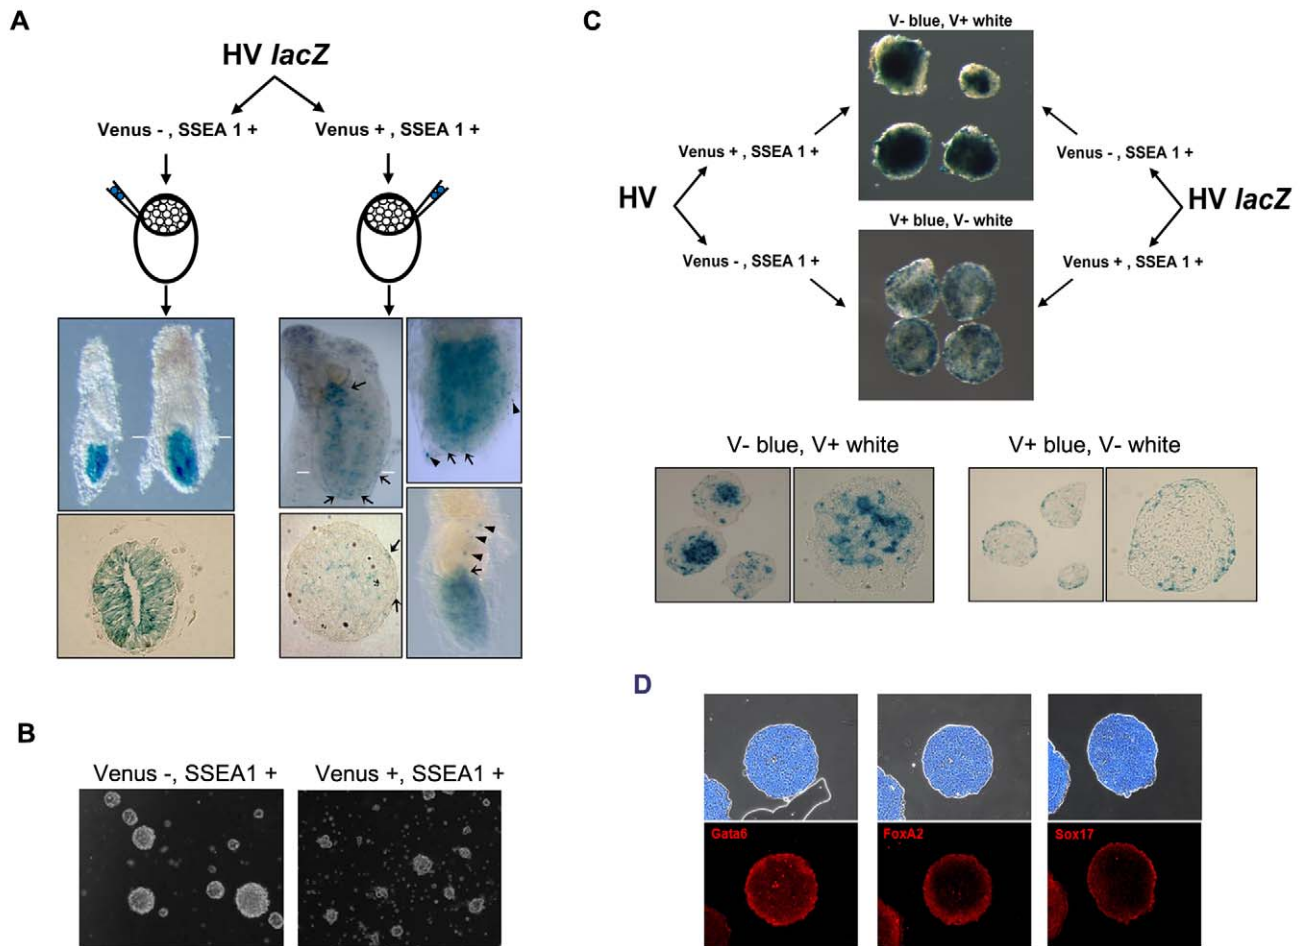 A
HV lacZ
Venus - , SSEA 1 +
Venus + , SSEA 1 +
B
Venus -, SSEA1 +
Venus +, SSEA1 +
C
V- blue, V+ white
Venus + , SSEA 1 +
Venus - , SSEA 1 +
HV
HV lacZ
V+ blue, V- white
Venus - , SSEA 1 +
Venus + , SSEA 1 +
V- blue, V+ white
V+ blue, V- white
D
Gata6
FoxA2
Sox17